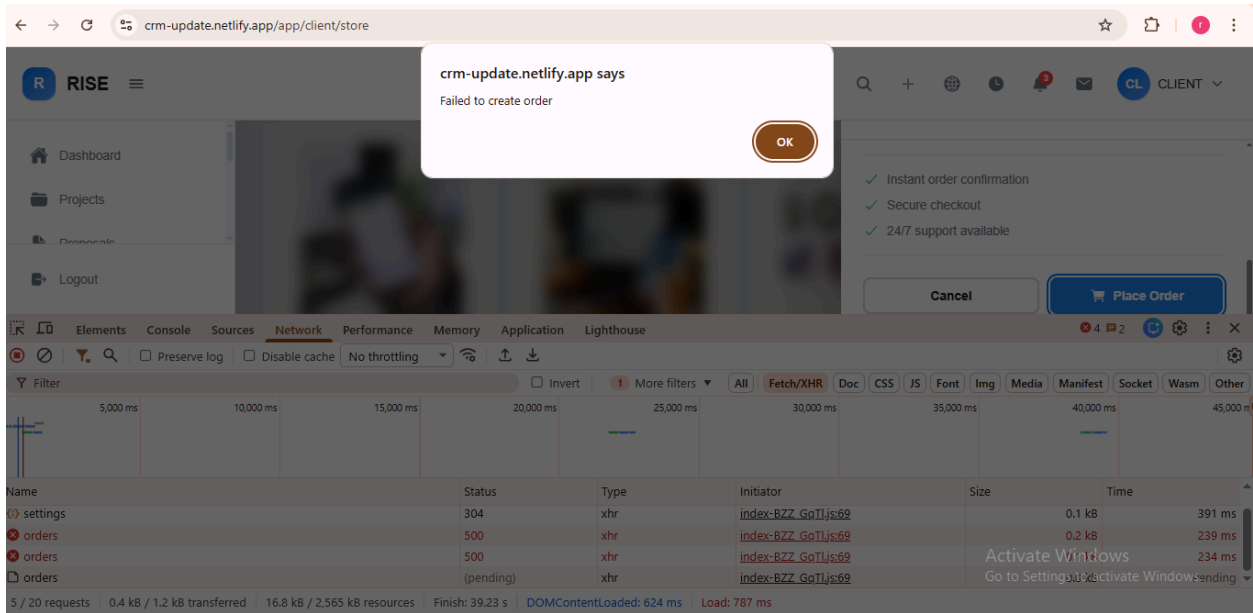 crm-update.netlify.app/app/client/store
crm-update.netlify.app says
Failed to create order
OK
R RISE
3
CL CLIENT
Dashboard
Projects
Proposals
Logout
Instant order confirmation
Secure checkout
24/7 support available
Cancel
Place Order
Elements Console Sources Network Performance Memory Application Lighthouse 4 2
Preserve log Disable cache No throttling
Filter Invert 1 More filters All Fetch/XHR Doc CSS JS Font Img Media Manifest Socket Wasm Other
5,000 ms 10,000 ms 15,000 ms 20,000 ms 25,000 ms 30,000 ms 35,000 ms 40,000 ms 45,000 m
Name Status Type Initiator Size Time
settings 304 xhr index-BZZ_GqTl.js:69 0.1 kB 391 ms
orders 500 xhr index-BZZ_GqTl.js:69 0.2 kB 239 ms
orders 500 xhr index-BZZ_GqTl.js:69 234 ms
orders (pending) xhr index-BZZ_GqTl.js:69
Activate Windows
Go to Settings to activate Windows.
5 / 20 requests 0.4 kB / 1.2 kB transferred 16.8 kB / 2,565 kB resources Finish: 39.23 s DOMContentLoaded: 624 ms Load: 787 ms